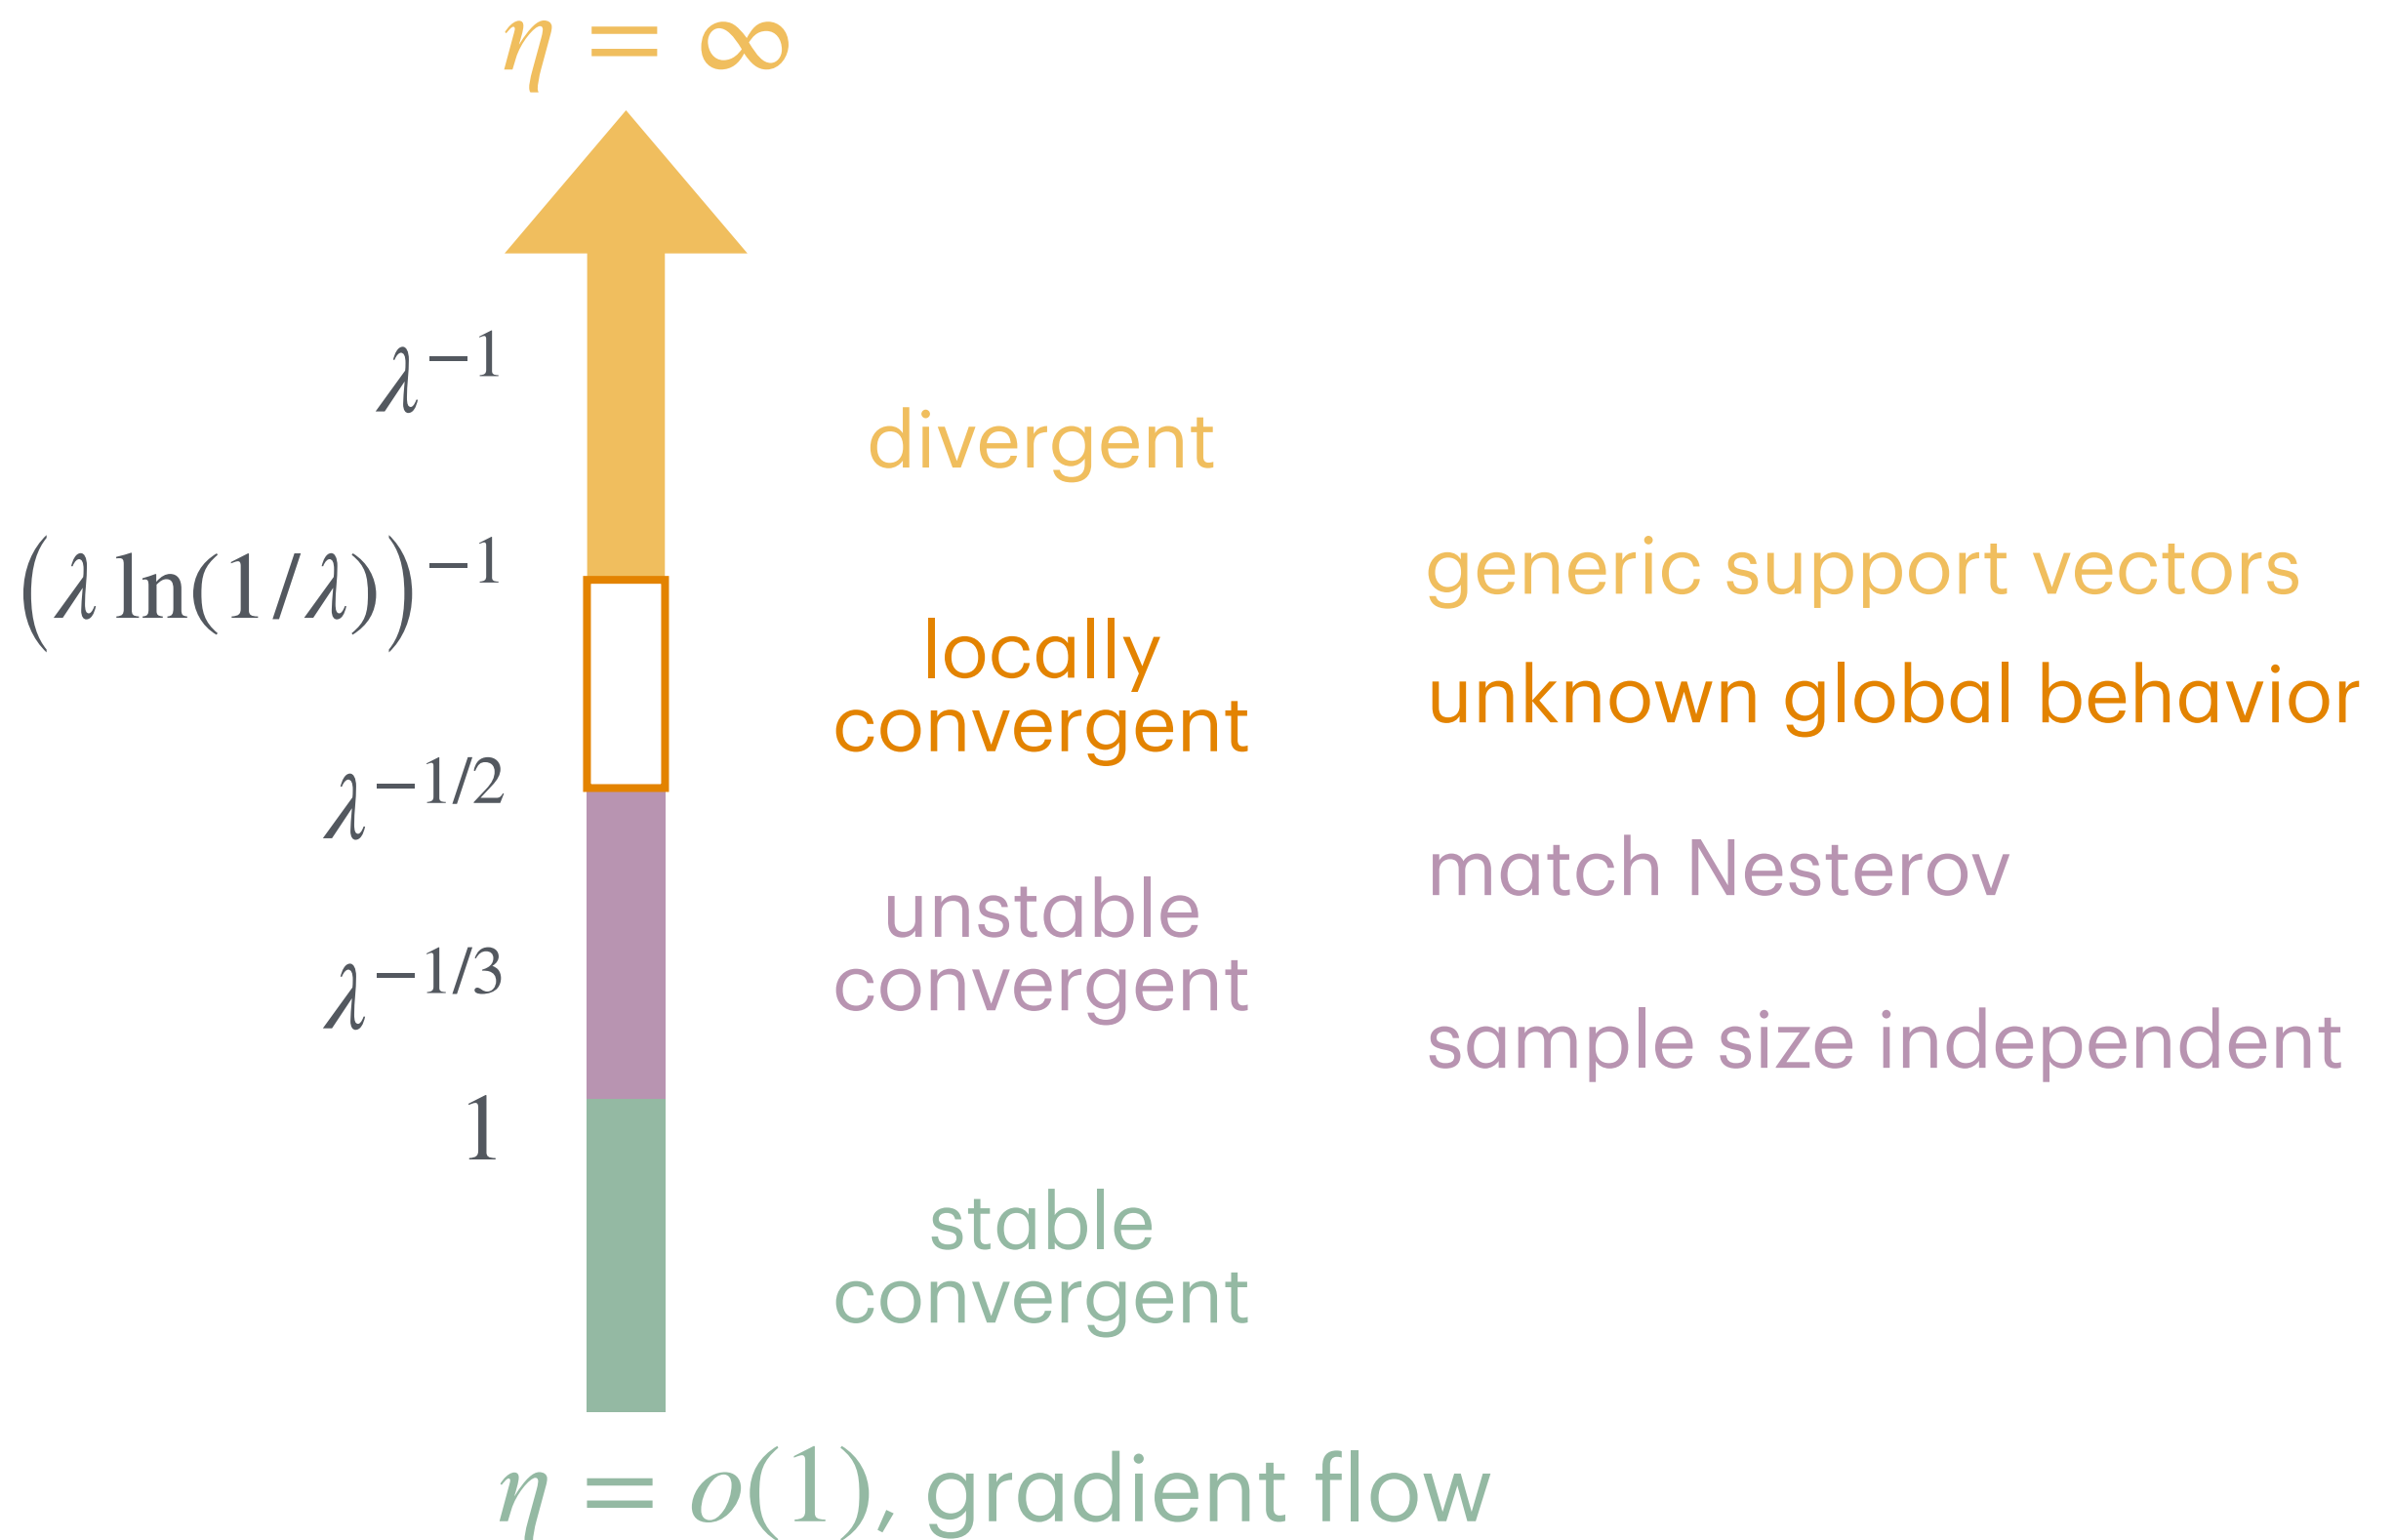 η = ∞
λ⁻¹
divergent
(λ ln(1/λ))⁻¹
generic support vectors
locally
convergent
unknown global behavior
λ⁻¹/²
match Nesterov
unstable
convergent
λ⁻¹/³
sample size independent
1
stable
convergent
η = o(1), gradient flow